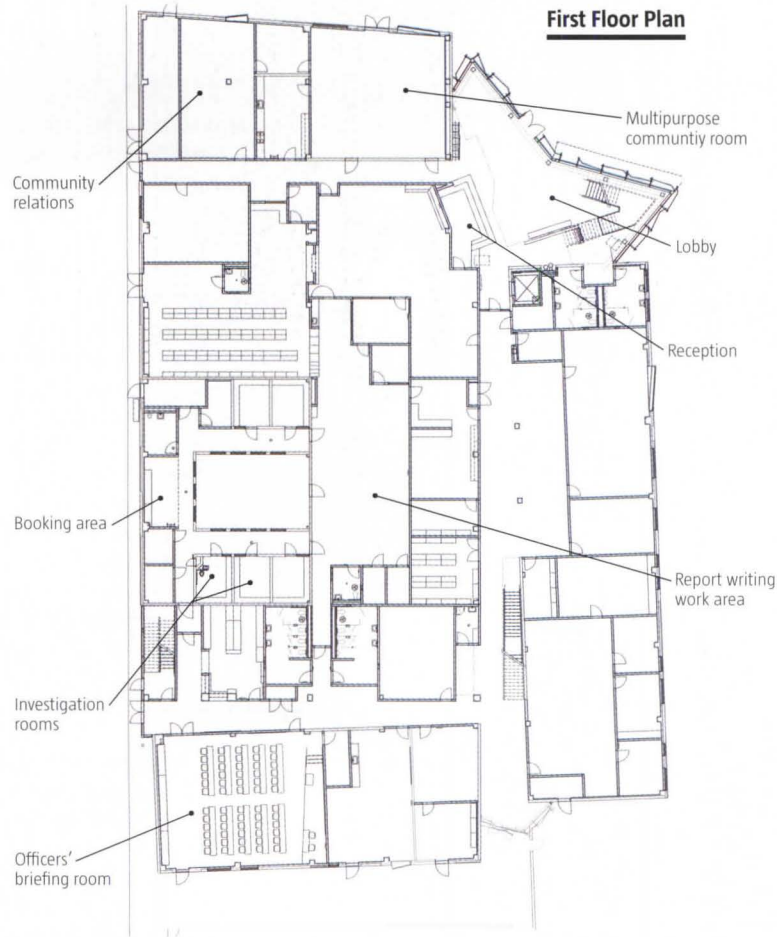 First Floor Plan
Multipurpose
communtiy room
Community
relations
Lobby
Reception
Booking area
Report writing
work area
Investigation
rooms
Officers'
briefing room